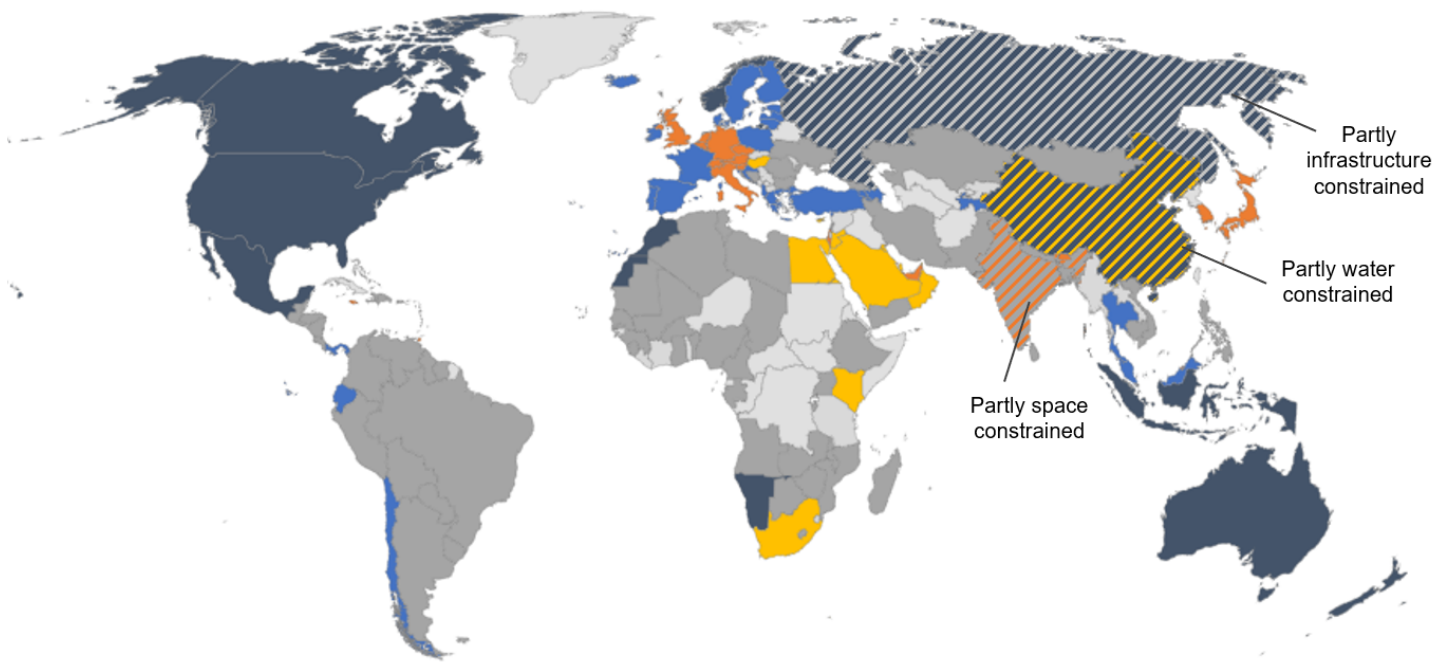 Partly
infrastructure
constrained
Partly water
constrained
Partly space
constrained